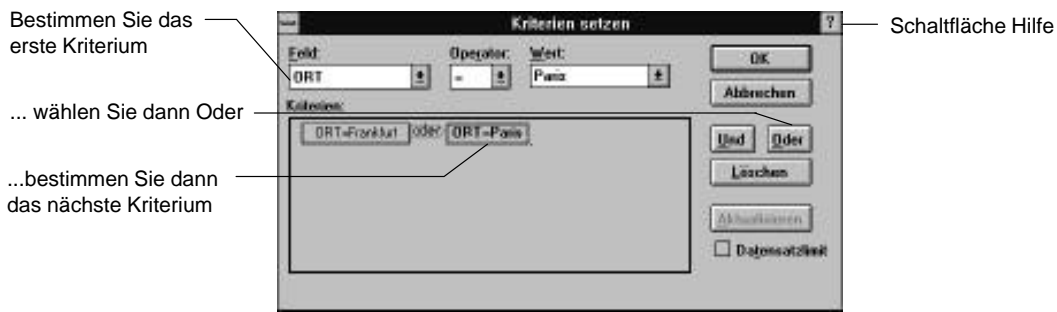 Bestimmen Sie das
erste Kriterium
... wählen Sie dann Oder
...bestimmen Sie dann
das nächste Kriterium
Kriterien setzen
?
Schaltfläche Hilfe
Feld:
Operator:
Wert:
ORT
=
Paris
Kriterien:
ORT=Frankfurt oder ORT=Paris
OK
Abbrechen
Und
Oder
Löschen
Aktualisieren
Datensatzlimit